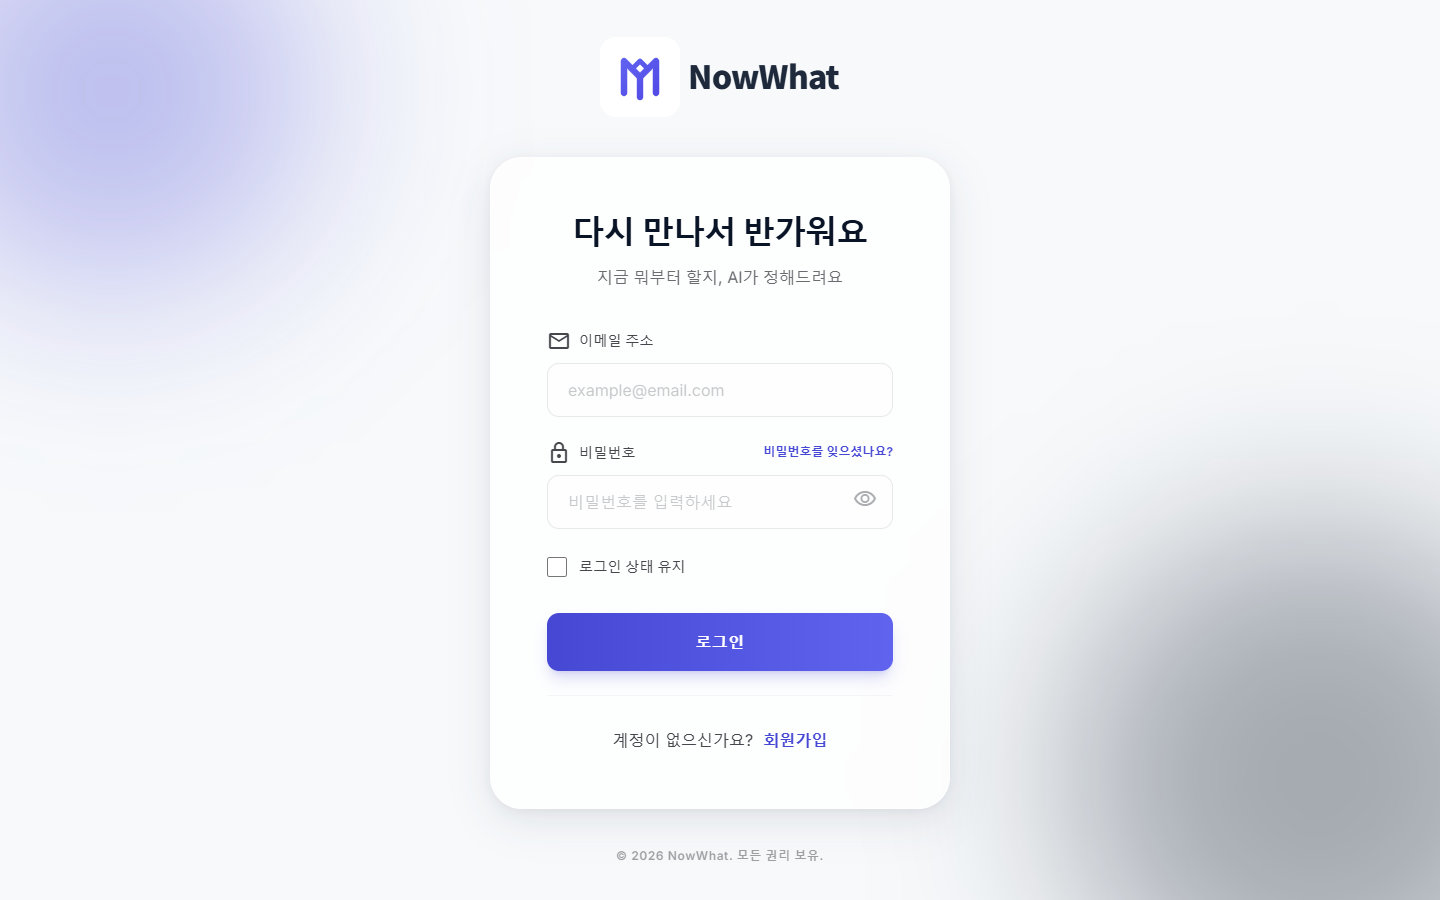 NowWhat
다시 만나서 반가워요
지금 뭐부터 할지, AI가 정해드려요
이메일 주소
example@email.com
비밀번호
비밀번호를 잊으셨나요?
비밀번호를 입력하세요
로그인 상태 유지
로그인
계정이 없으신가요? 회원가입
© 2026 NowWhat. 모든 권리 보유.